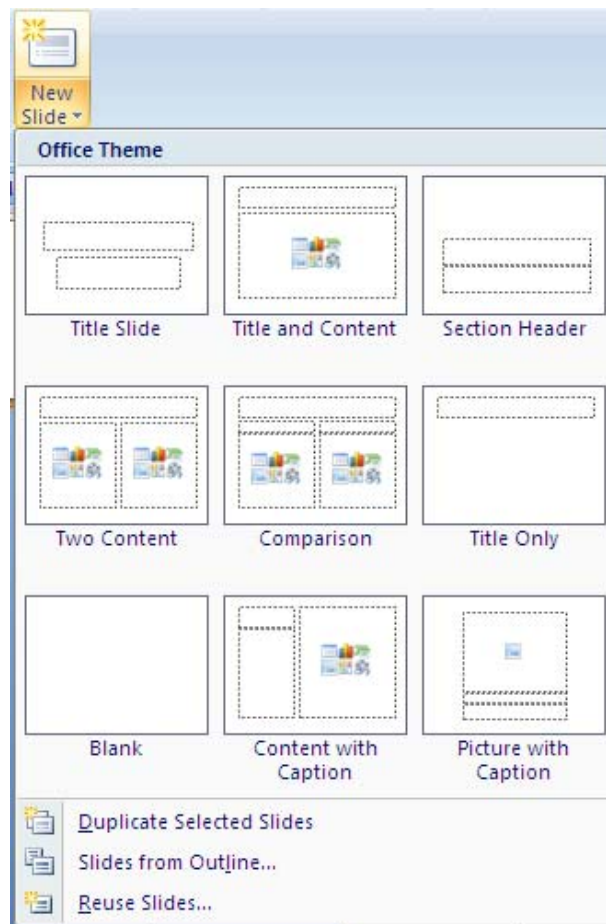 New
Slide
Office Theme
Title Slide
Title and Content
Section Header
Two Content
Comparison
Title Only
Blank
Content with
Caption
Picture with
Caption
Duplicate Selected Slides
Slides from Outline...
Reuse Slides...